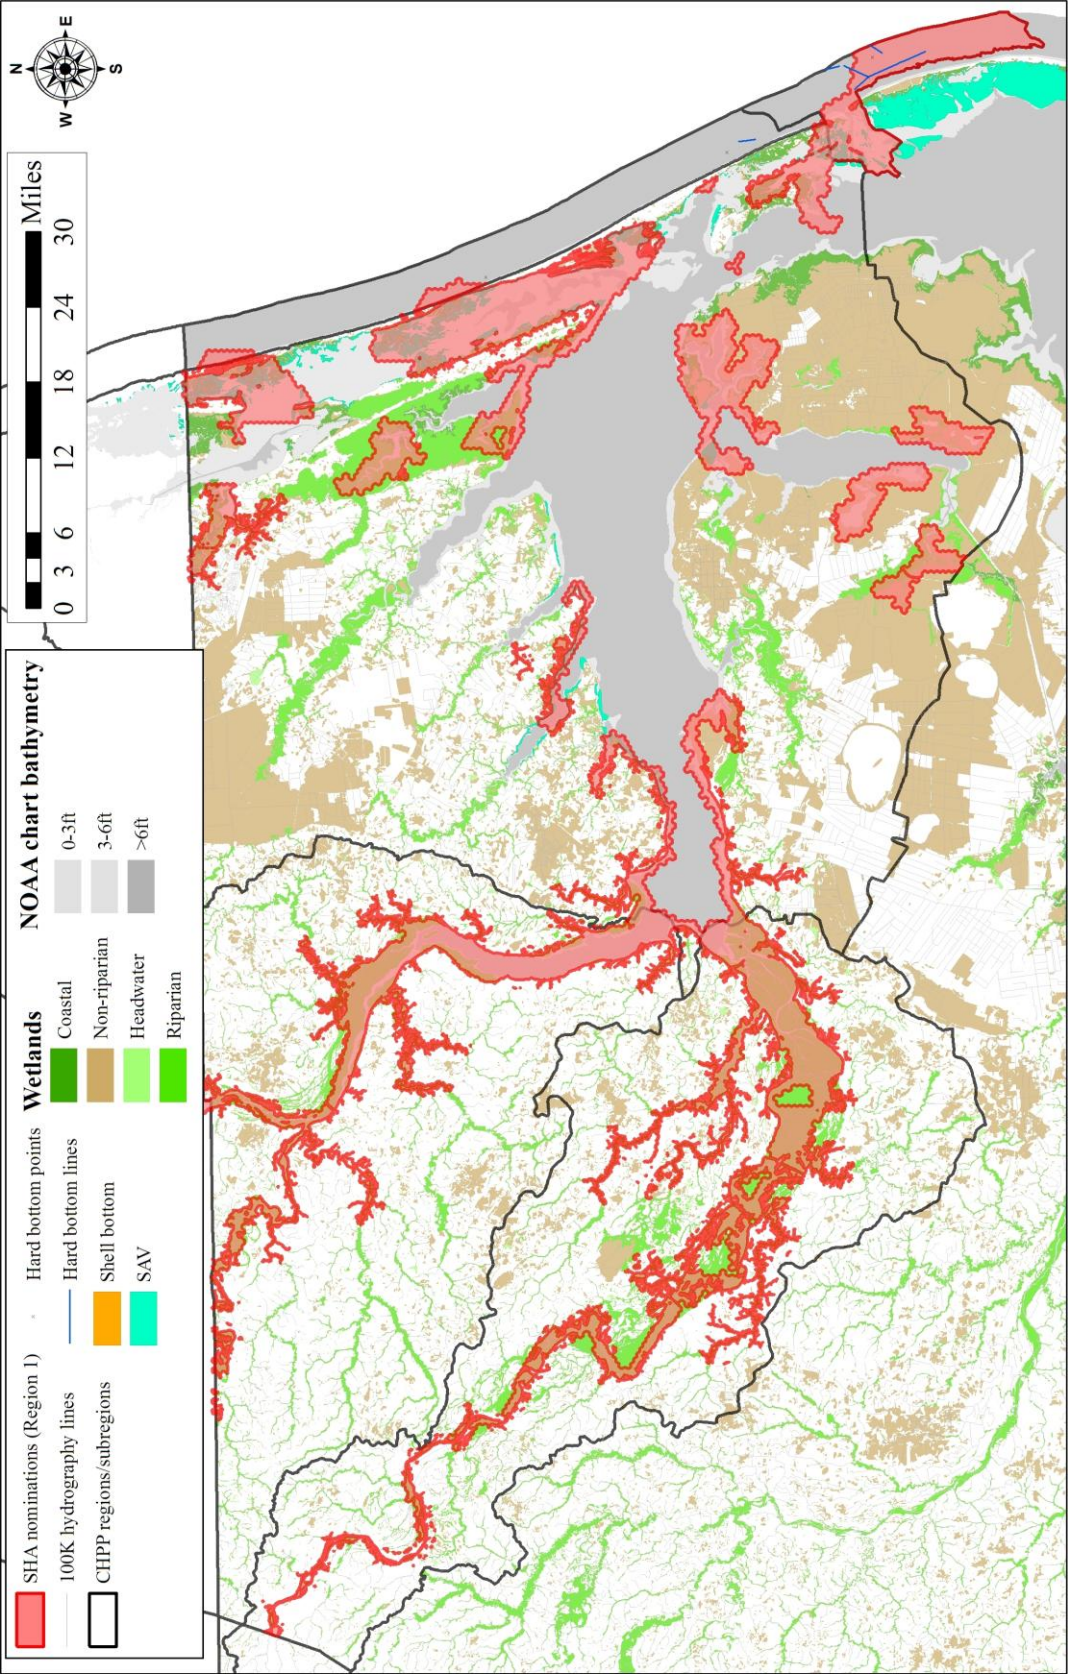 N
E
S
W
0 3 6 12 18 24 30
Miles
SHA nominations (Region 1)
100K hydrography lines
CHPP regions/subregions
Hard bottom points
Hard bottom lines
Shell bottom
SAV
Wetlands
Coastal
Non-riparian
Headwater
Riparian
NOAA chart bathymetry
0-3ft
3-6ft
>6ft